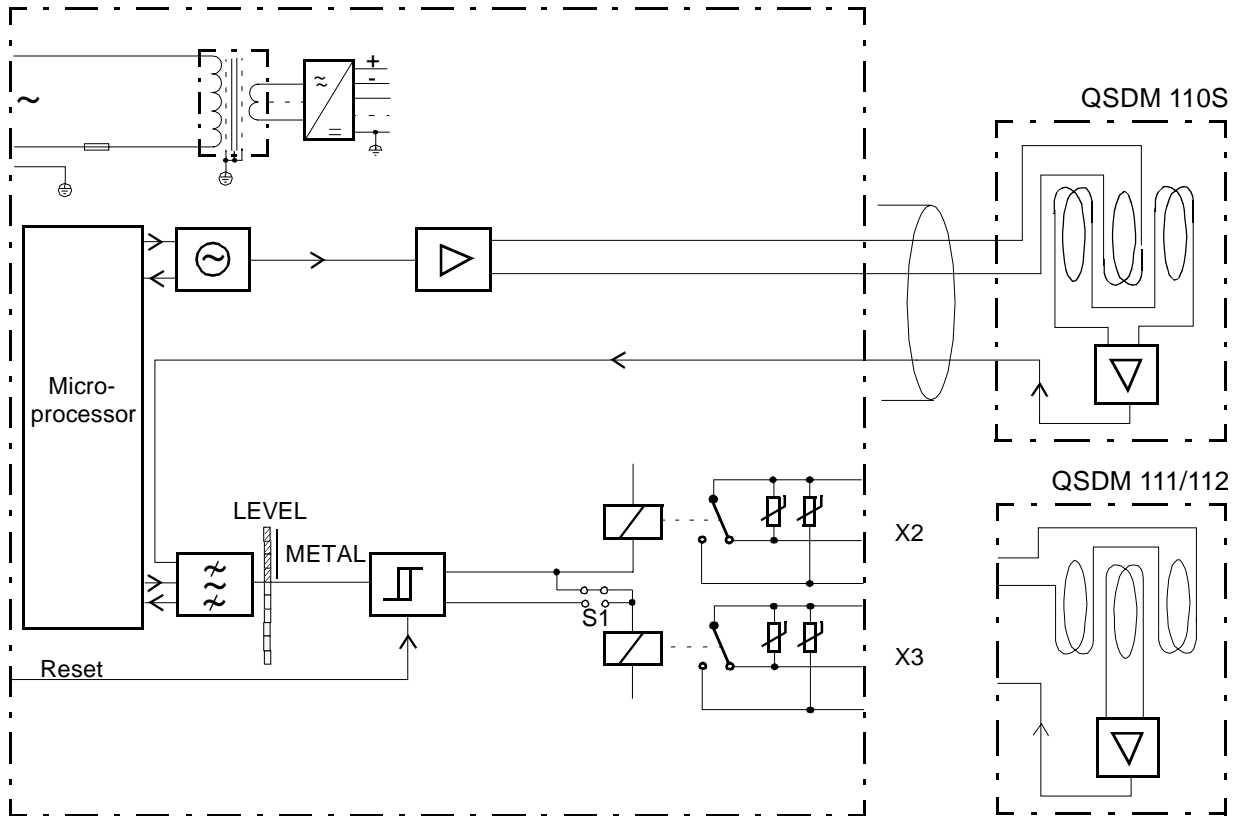 +
-
QSDM 110S
Micro-
processor
LEVEL
METAL
QSDM 111/112
X2
S1
X3
Reset